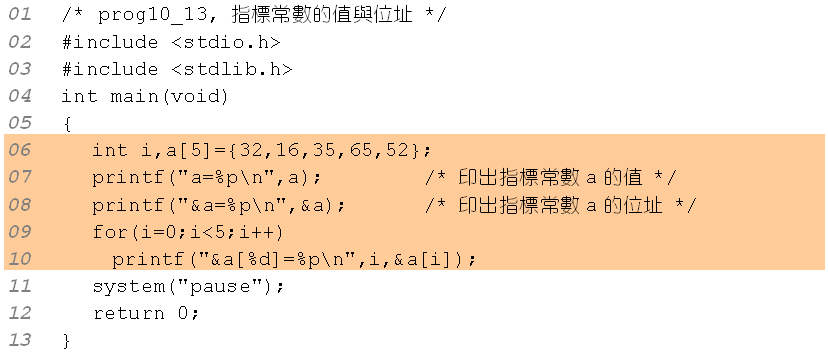 01 /* prog10_13, 指標常數的值與位址 */
02 #include <stdio.h>
03 #include <stdlib.h>
04 int main(void)
05 {
06 int i,a[5]={32,16,35,65,52};
07 printf("a=%p\n",a); /* 印出指標常數 a 的值 */
08 printf("&a=%p\n",&a); /* 印出指標常數 a 的位址 */
09 for(i=0;i<5;i++)
10 printf("&a[%d]=%p\n",i,&a[i]);
11 system("pause");
12 return 0;
13 }